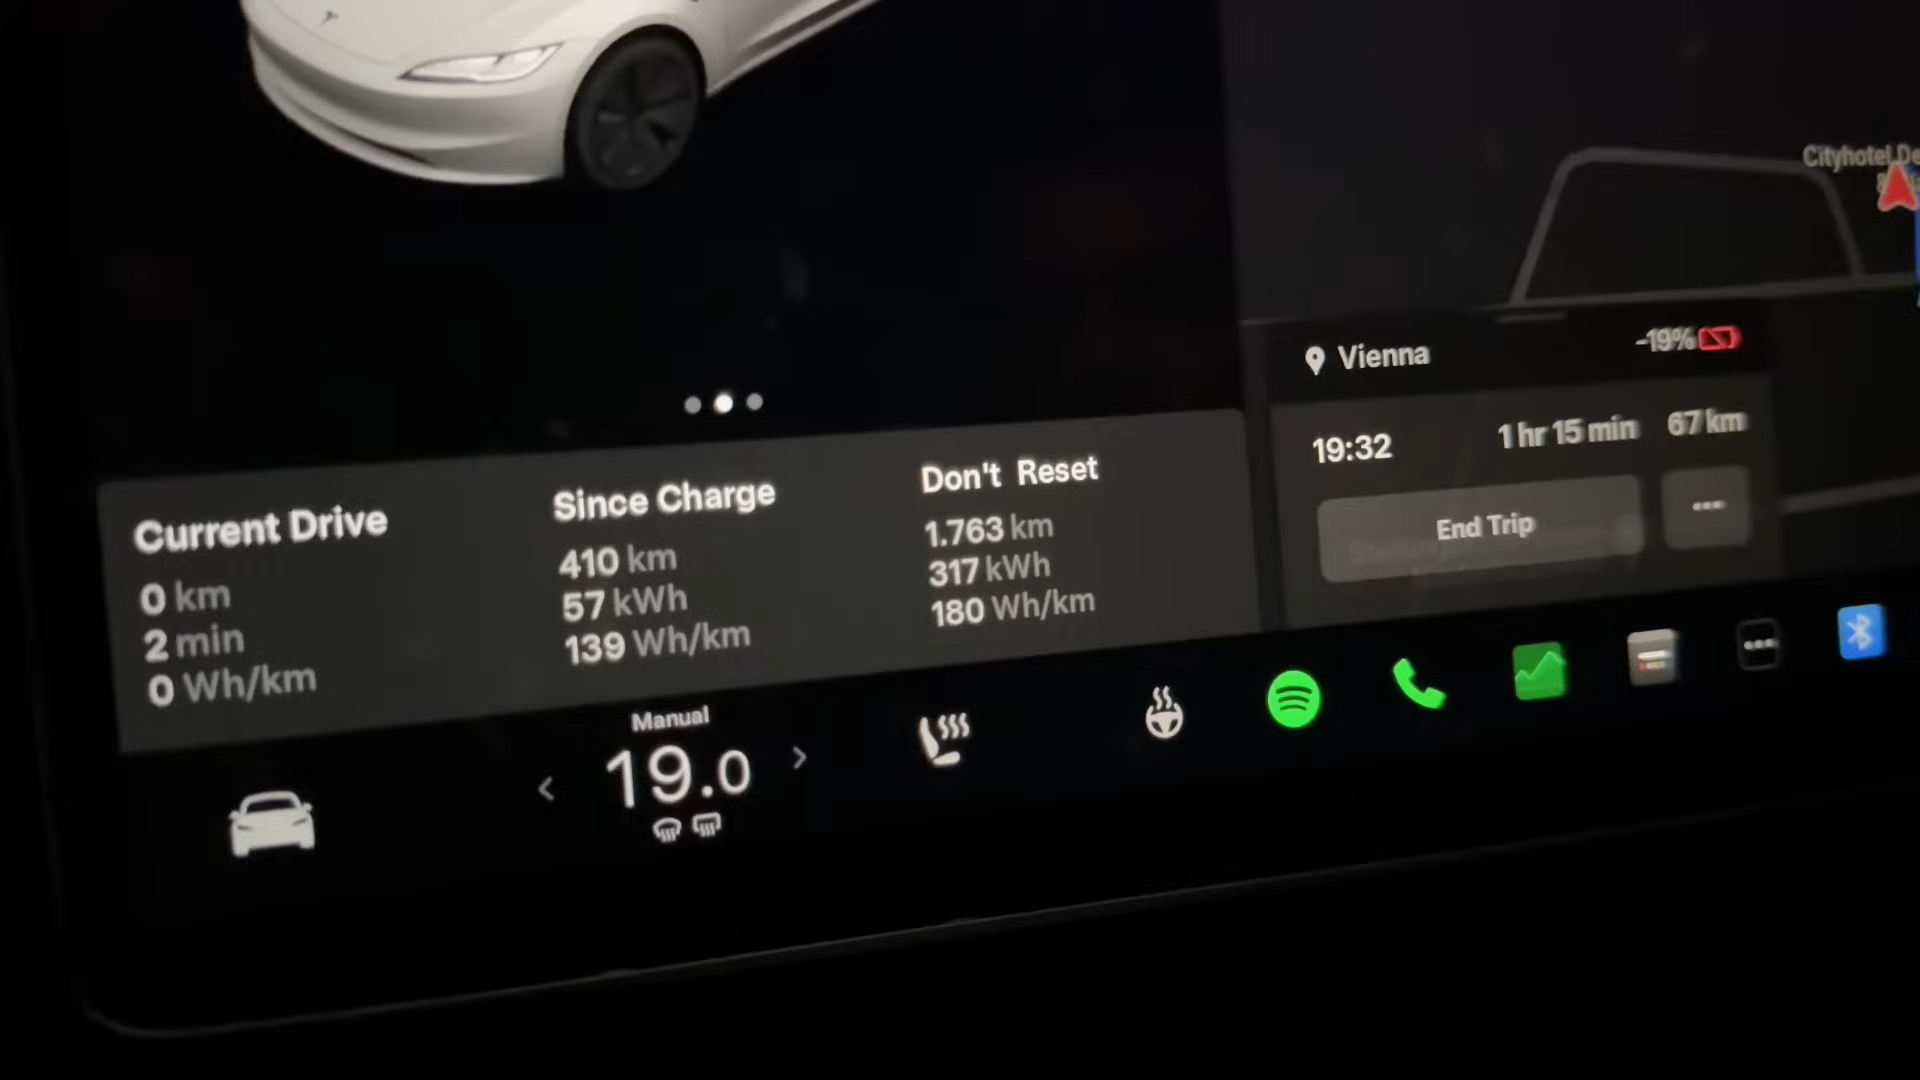 Cityhotel De
Vienna
-19%
19:32
1 hr 15 min
67 km
End Trip
Current Drive
0 km
2 min
0 Wh/km
Since Charge
410 km
57 kWh
139 Wh/km
Don't Reset
1.763 km
317 kWh
180 Wh/km
Manual
19.0